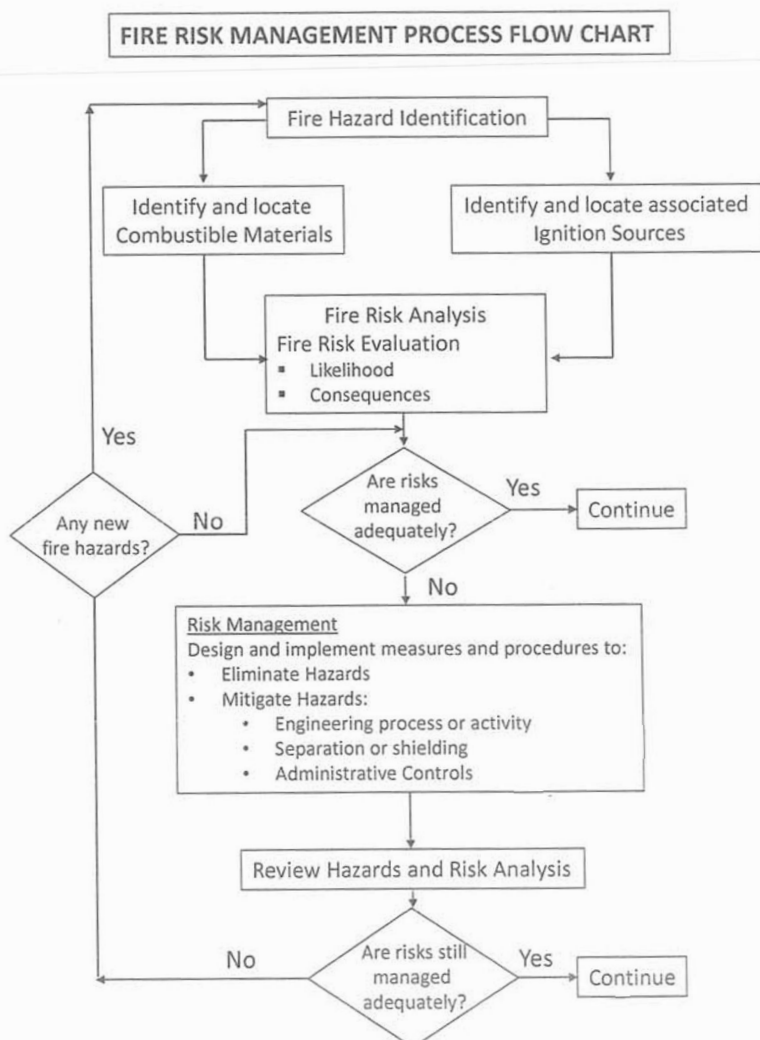 FIRE RISK MANAGEMENT PROCESS FLOW CHART
Fire Hazard Identification
Identify and locate
Combustible Materials
Identify and locate associated
Ignition Sources
Fire Risk Analysis
Fire Risk Evaluation
▪ Likelihood
▪ Consequences
Yes
Any new
fire hazards?
No
Are risks
managed
adequately?
Yes
Continue
No
Risk Management
Design and implement measures and procedures to:
• Eliminate Hazards
• Mitigate Hazards:
• Engineering process or activity
• Separation or shielding
• Administrative Controls
Review Hazards and Risk Analysis
No
Are risks still
managed
adequately?
Yes
Continue